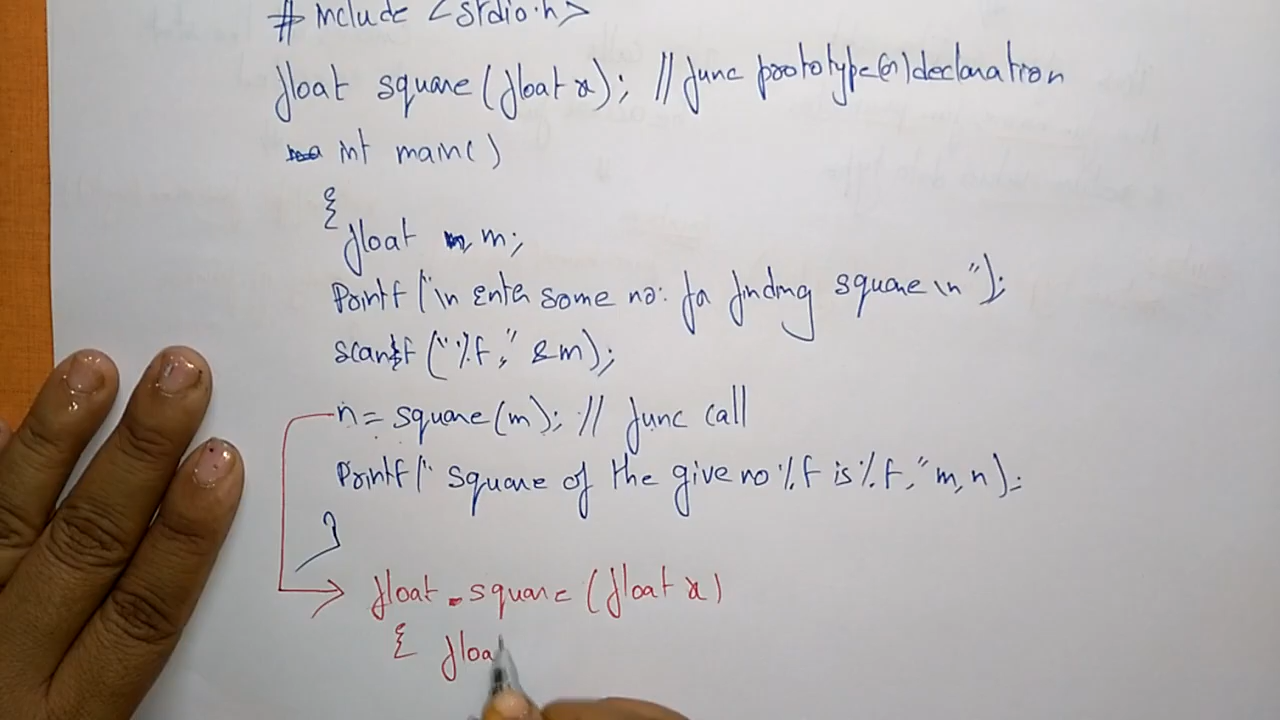 #include <stdio.h>
float square(float x); // func prototype(or)declaration
int main()
{
float m, n;
Printf("\n enter some no: for finding square \n");
scanf("%f," &m);
n= square(m); // func call
Printf(" square of the give no %f is %f," m, n);
}
float square (float x)
{ floa